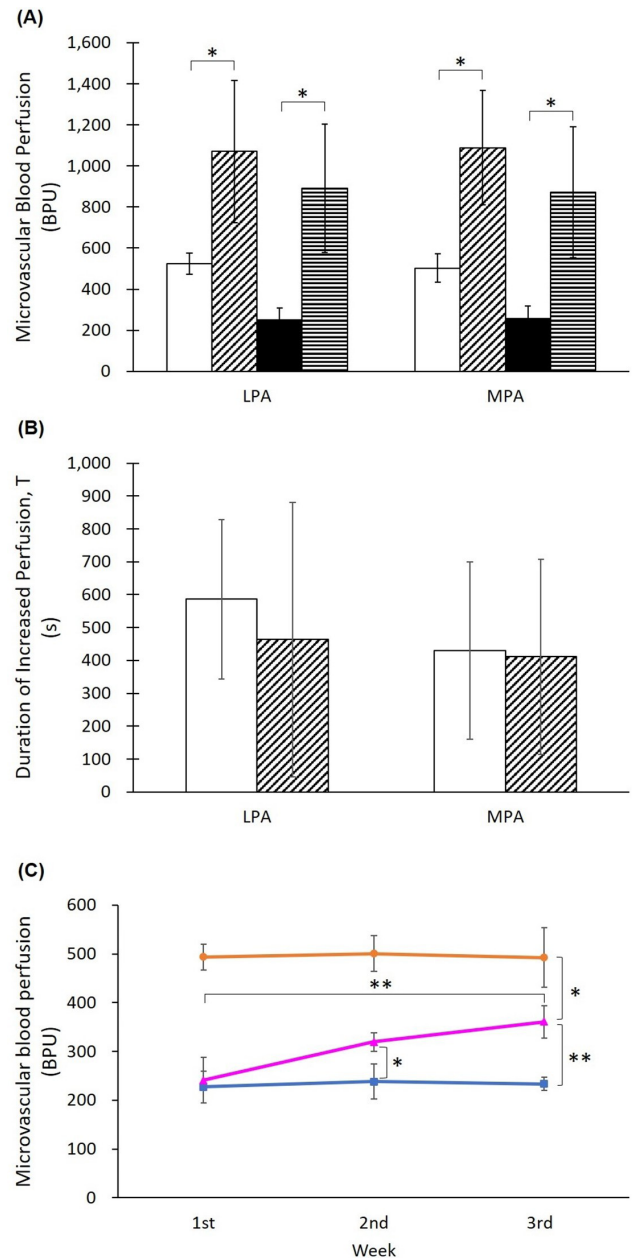 (A)
Microvascular Blood Perfusion
(BPU)
1,600
1,400
1,200
1,000
800
600
400
200
0
*
*
*
*
LPA
MPA
(B)
Duration of Increased Perfusion, T
(s)
1,000
900
800
700
600
500
400
300
200
100
0
LPA
MPA
(C)
Microvascular blood perfusion
(BPU)
600
500
400
300
200
100
0
**
*
*
**
1st
2nd
3rd
Week